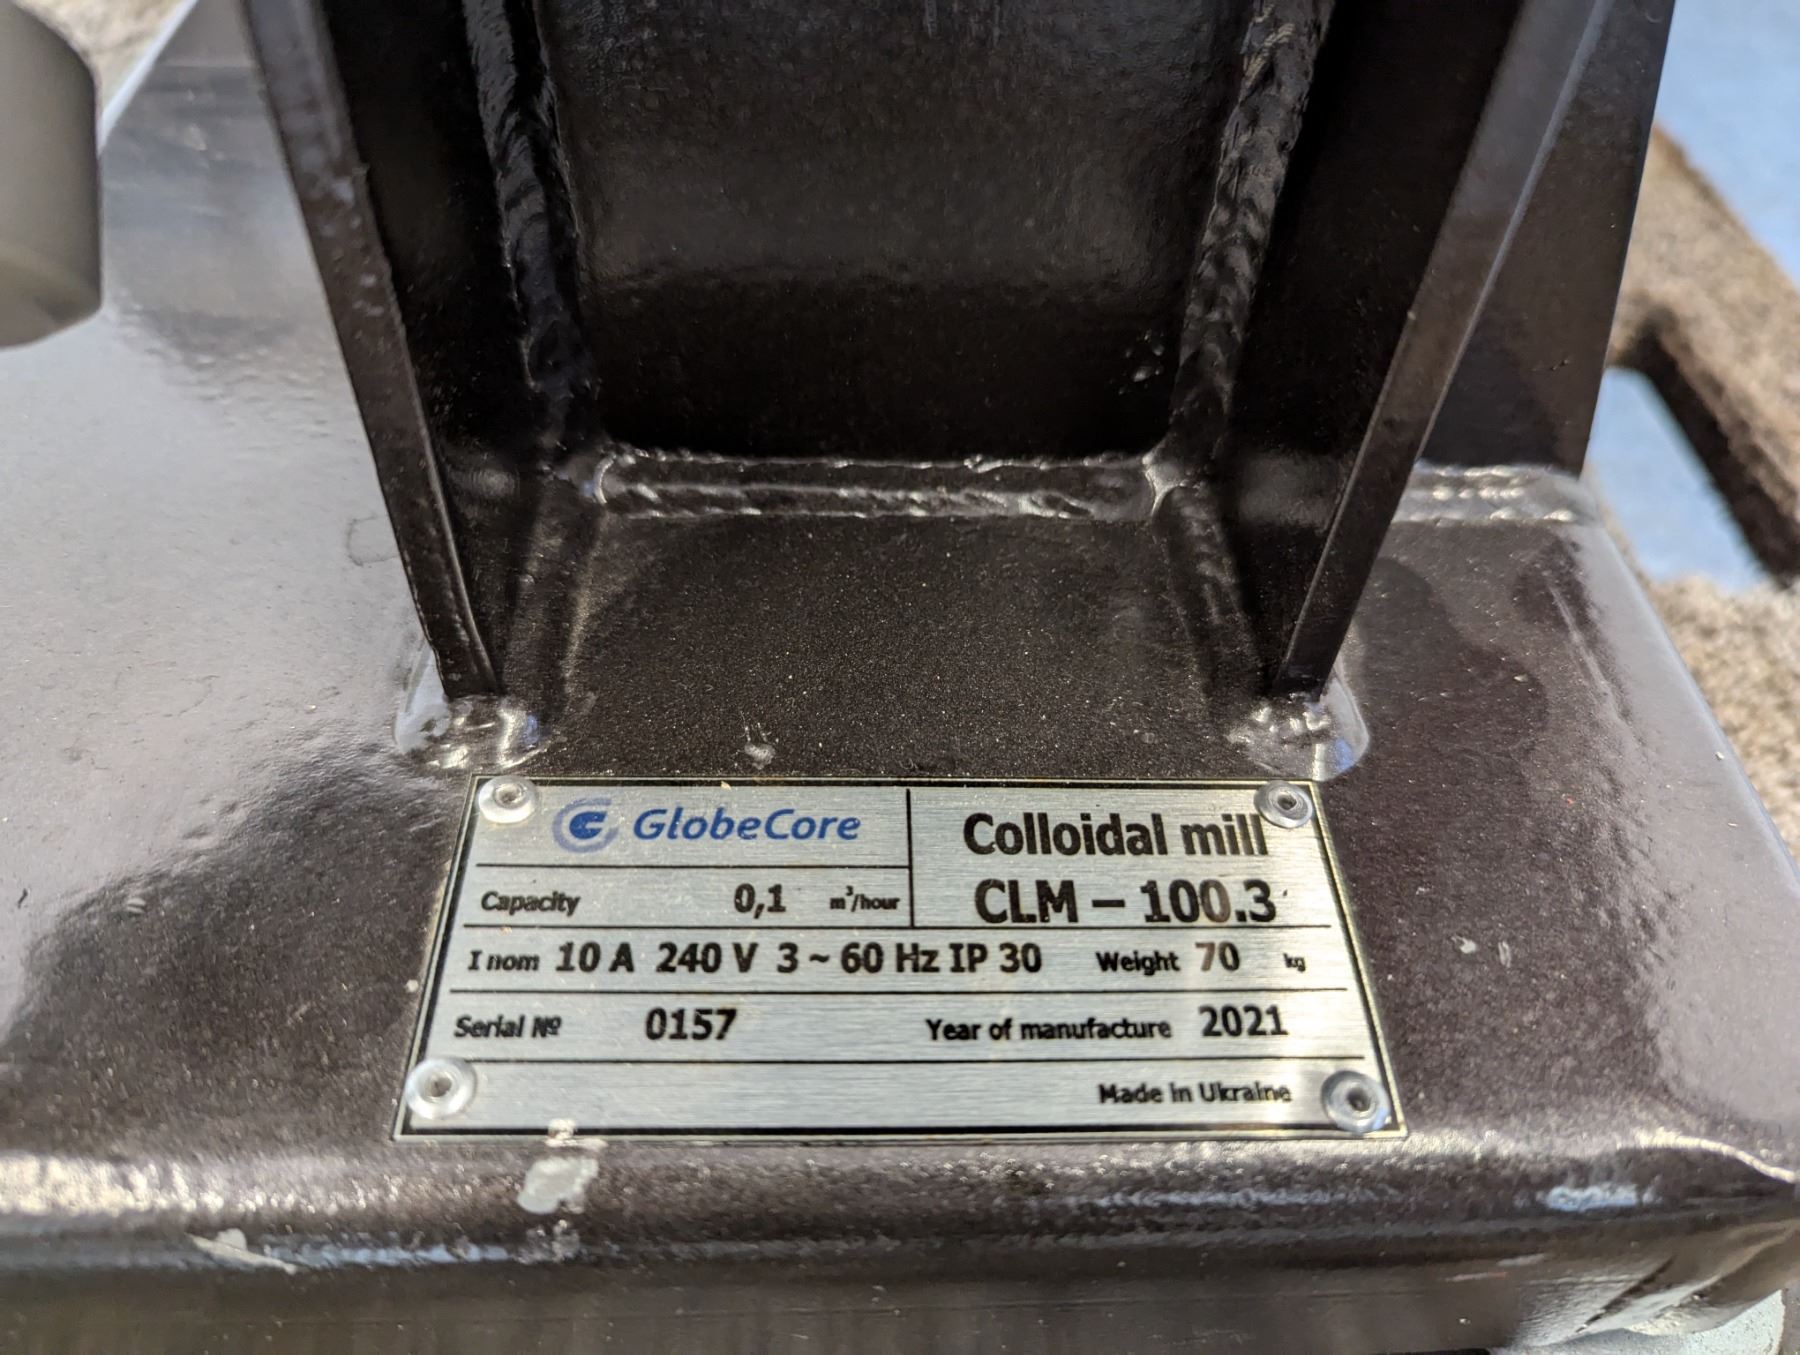 GlobeCore
Colloidal mill
CLM – 100.3
Capacity 0,1 m³/hour
I nom 10 A 240 V 3 ~ 60 Hz IP 30 Weight 70 kg
Serial № 0157 Year of manufacture 2021
Made in Ukraine